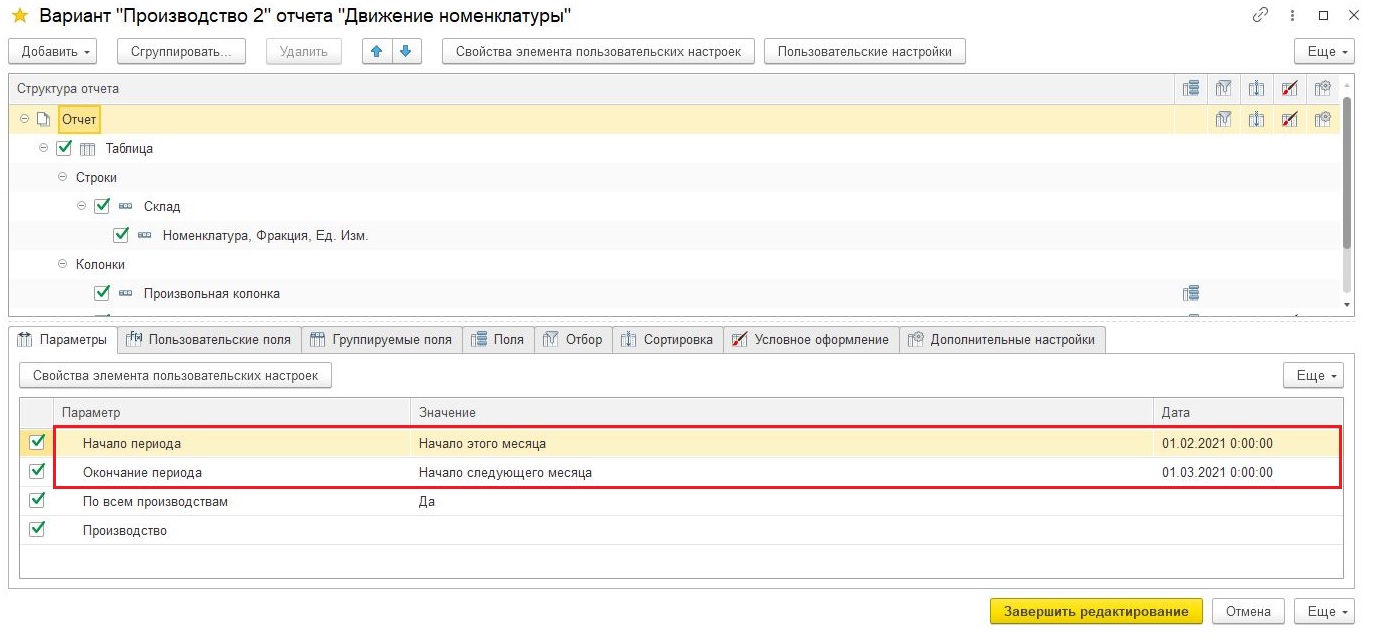 Вариант "Производство 2" отчета "Движение номенклатуры"
Добавить Сгруппировать... Удалить Свойства элемента пользовательских настроек Пользовательские настройки Еще
Структура отчета
Отчет
Таблица
Строки
Склад
Номенклатура, Фракция, Ед. Изм.
Колонки
Произвольная колонка
Параметры Пользовательские поля Группируемые поля Поля Отбор Сортировка Условное оформление Дополнительные настройки
Свойства элемента пользовательских настроек Еще
Параметр Значение Дата
Начало периода Начало этого месяца 01.02.2021 0:00:00
Окончание периода Начало следующего месяца 01.03.2021 0:00:00
По всем производствам Да
Производство
Завершить редактирование Отмена Еще